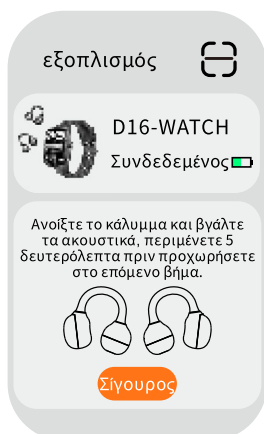 εξοπλισμός
D16-WATCH
Συνδεδεμένος
Ανοίξτε το κάλυμμα και βγάλτε
τα ακουστικά, περιμένετε 5
δευτερόλεπτα πριν προχωρήσετε
στο επόμενο βήμα.
Σίγουρος